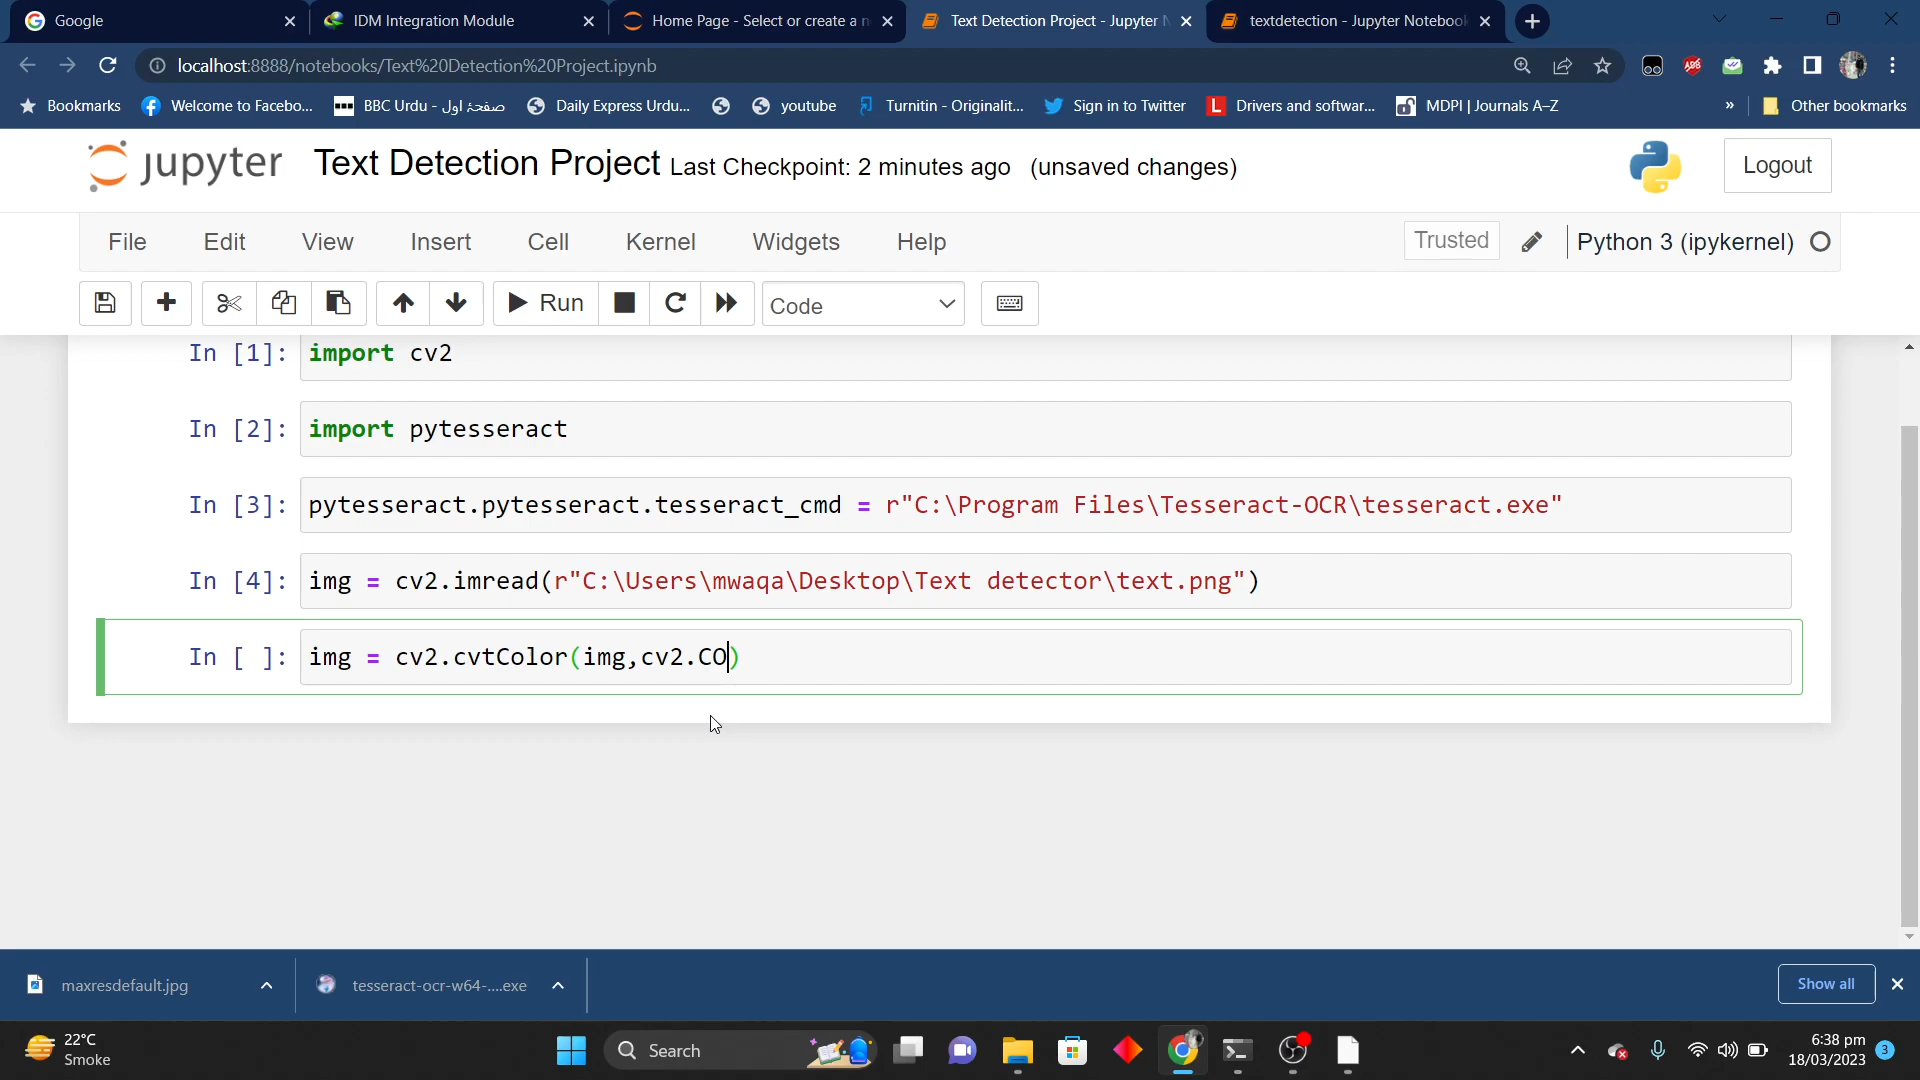 Google
IDM Integration Module
Home Page - Select or create a n
Text Detection Project - Jupyter N
textdetection - Jupyter Notebook
localhost:8888/notebooks/Text%20Detection%20Project.ipynb
Bookmarks
Welcome to Facebo...
BBC Urdu - صفحۂ اول
Daily Express Urdu...
youtube
Turnitin - Originalit...
Sign in to Twitter
Drivers and softwar...
MDPI | Journals A–Z
»
Other bookmarks
jupyter Text Detection Project Last Checkpoint: 2 minutes ago (unsaved changes)
Logout
File Edit View Insert Cell Kernel Widgets Help
Trusted
Python 3 (ipykernel)
Run
Code
In [1]: import cv2
In [2]: import pytesseract
In [3]: pytesseract.pytesseract.tesseract_cmd = r"C:\Program Files\Tesseract-OCR\tesseract.exe"
In [4]: img = cv2.imread(r"C:\Users\mwaqa\Desktop\Text detector\text.png")
In [ ]: img = cv2.cvtColor(img,cv2.CO)
maxresdefault.jpg
tesseract-ocr-w64-....exe
Show all
22°C
Smoke
Search
6:38 pm
18/03/2023
3